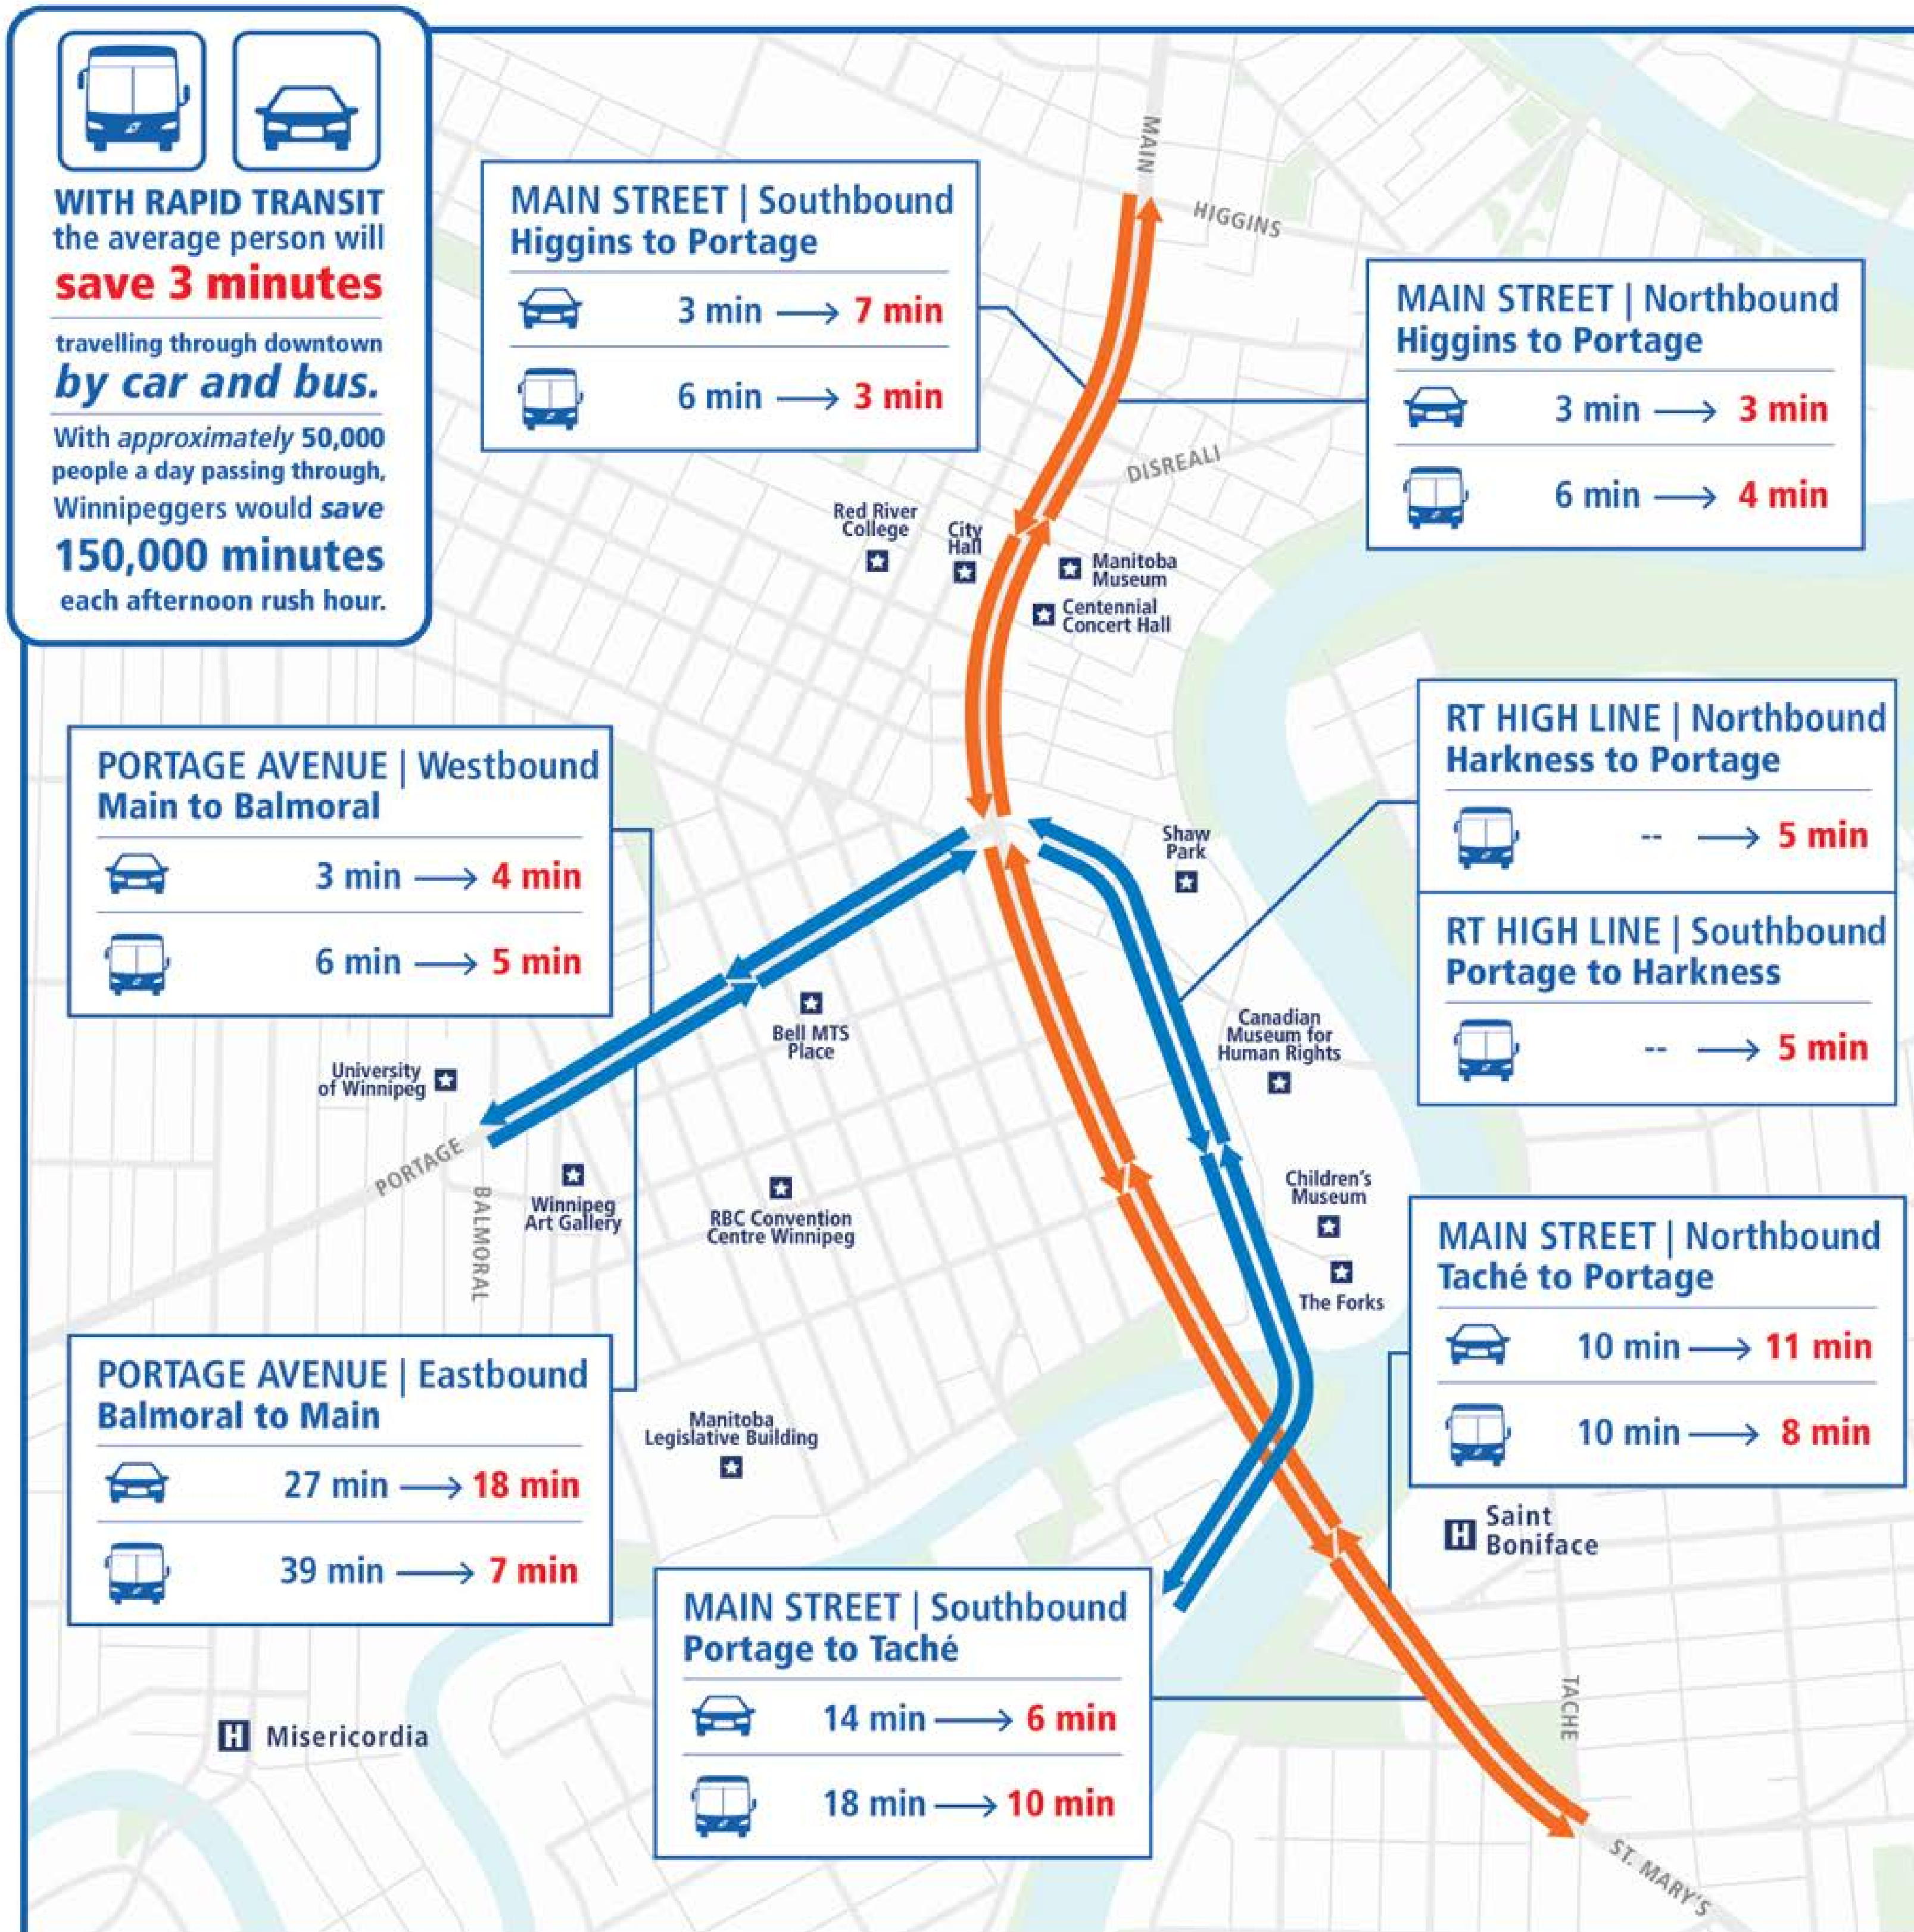 WITH RAPID TRANSIT
the average person will
save 3 minutes
travelling through downtown
by car and bus.
With approximately 50,000
people a day passing through,
Winnipeggers would save
150,000 minutes
each afternoon rush hour.
MAIN
HIGGINS
MAIN STREET | Southbound
Higgins to Portage
3 min → 7 min
6 min → 3 min
MAIN STREET | Northbound
Higgins to Portage
3 min → 3 min
6 min → 4 min
DISREALI
Red River
College
City
Hall
Manitoba
Museum
Centennial
Concert Hall
PORTAGE AVENUE | Westbound
Main to Balmoral
3 min → 4 min
6 min → 5 min
RT HIGH LINE | Northbound
Harkness to Portage
-- → 5 min
RT HIGH LINE | Southbound
Portage to Harkness
-- → 5 min
Shaw
Park
Bell MTS
Place
Canadian
Museum for
Human Rights
University
of Winnipeg
PORTAGE
BALMORAL
Winnipeg
Art Gallery
RBC Convention
Centre Winnipeg
Children's
Museum
The Forks
MAIN STREET | Northbound
Taché to Portage
10 min → 11 min
10 min → 8 min
PORTAGE AVENUE | Eastbound
Balmoral to Main
27 min → 18 min
39 min → 7 min
Manitoba
Legislative Building
H Saint
Boniface
MAIN STREET | Southbound
Portage to Taché
14 min → 6 min
18 min → 10 min
H Misericordia
TACHE
ST. MARY'S